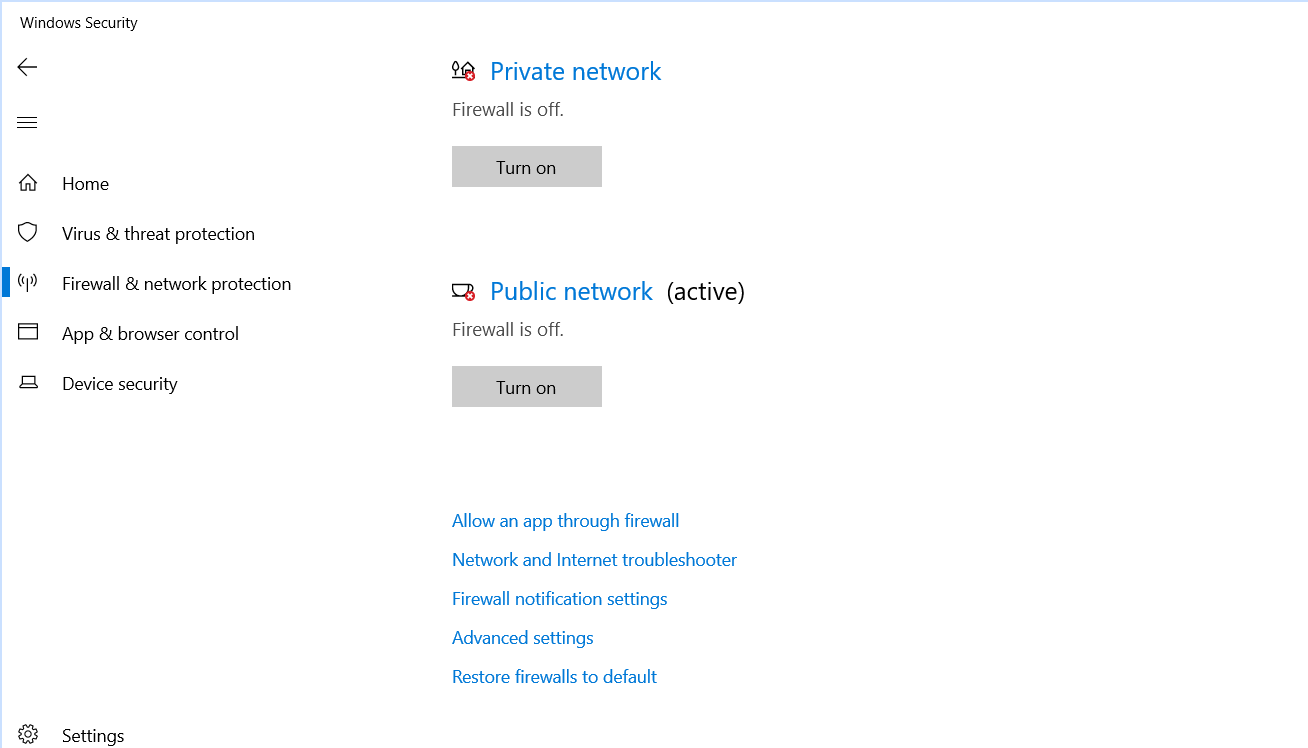 Windows Security
Home
Virus & threat protection
Firewall & network protection
App & browser control
Device security
Settings
Private network
Firewall is off.
Turn on
Public network (active)
Firewall is off.
Turn on
Allow an app through firewall
Network and Internet troubleshooter
Firewall notification settings
Advanced settings
Restore firewalls to default